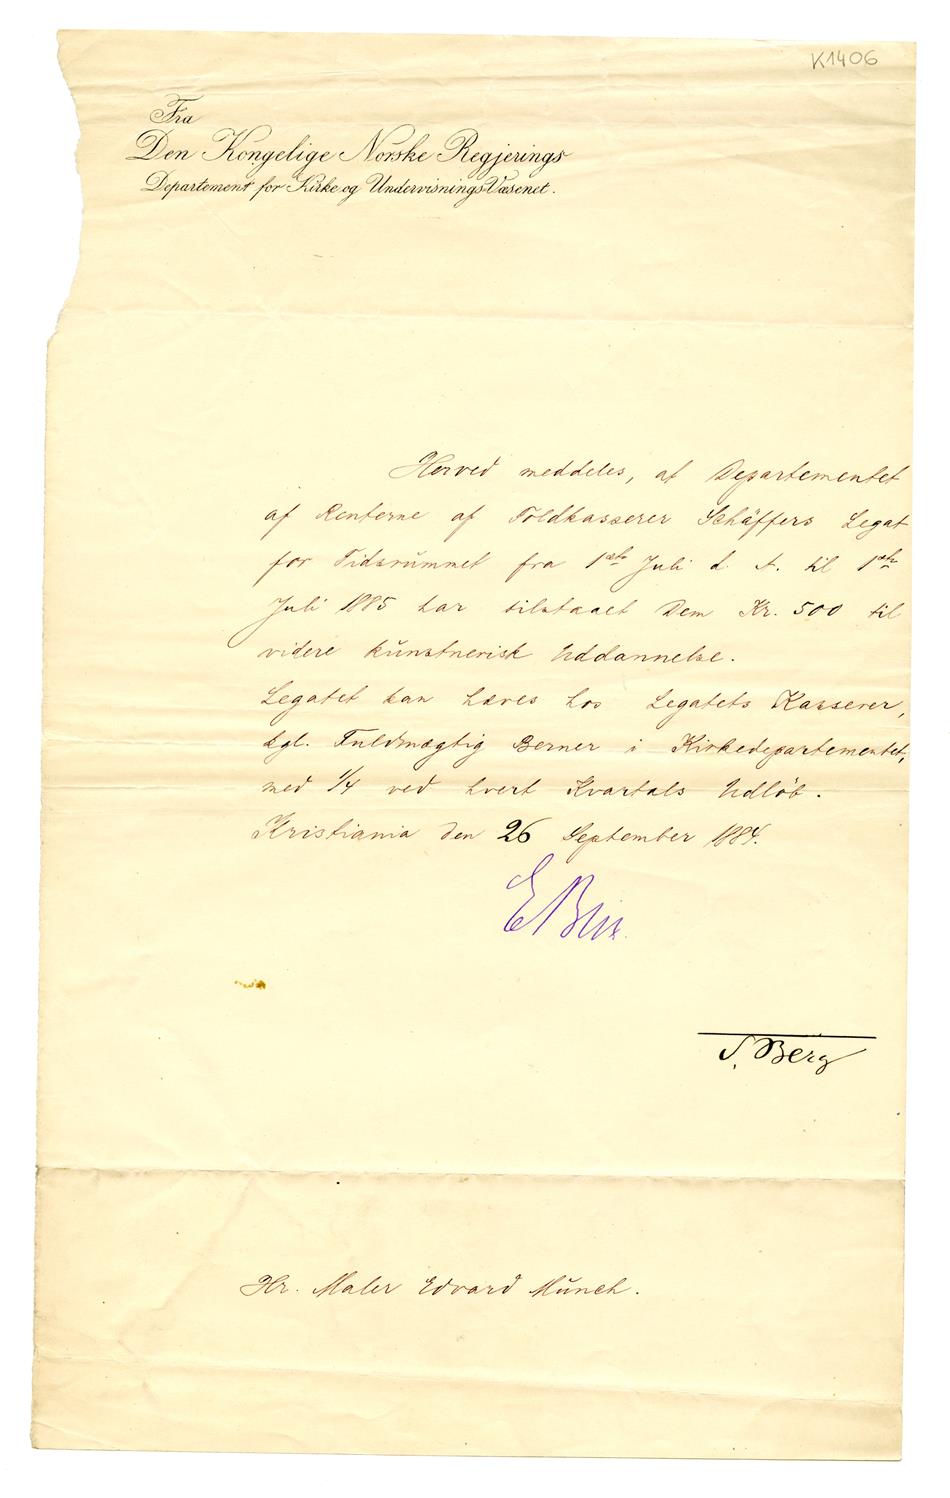 K1406
Fra
Den Kongelige Norske Regjerings
Departement for Kirke og Undervisnings-Væsenet.
Herved meddeles, at Departementet
af Renterne af Toldkasserer Schäffers Legat
for Tidsrummet fra 1ste Juli d. A. til 1ste
Juli 1885 har tilstaaet Dem Kr. 500 til
videre kunstnerisk Uddannelse.
Legatet kan hæves hos Legatets Kasserer,
kgl. Fuldmægtig Berner i Kirkedepartementet,
med 1/4 ved hvert Kvartals Udløb.
Kristiania den 26 September 1884.
E Blix
S. Berg
Hr. Maler Edvard Munch.